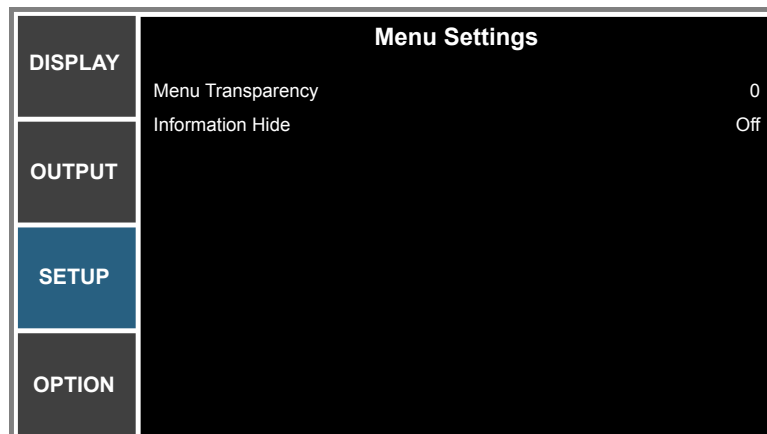 DISPLAY
OUTPUT
SETUP
OPTION
Menu Settings
Menu Transparency 0
Information Hide Off